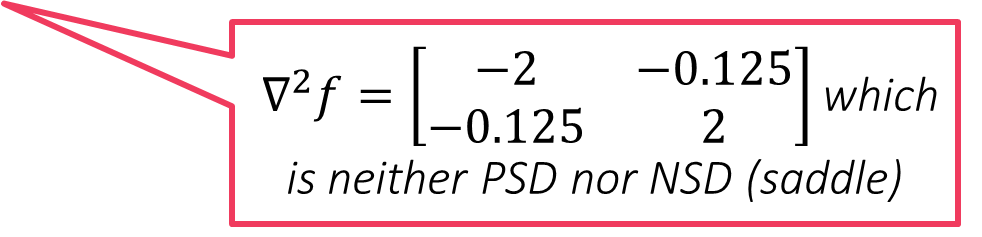 ∇²f = [−2 −0.125
−0.125 2] which
is neither PSD nor NSD (saddle)